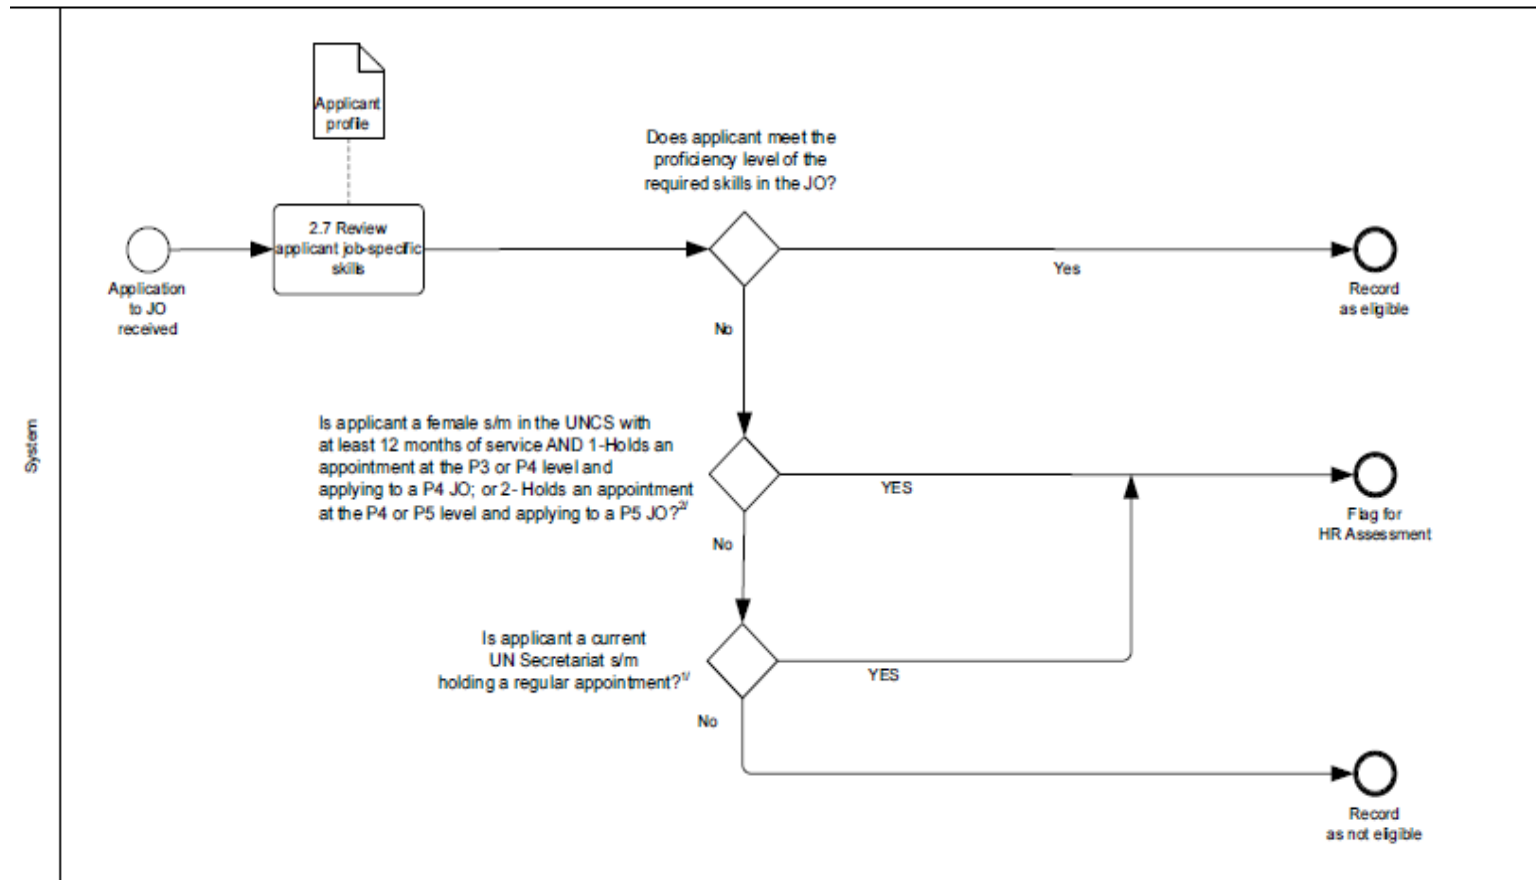 Applicant
profile
Does applicant meet the
proficiency level of the
required skills in the JO?
2.7 Review
applicant job-specific
skills
Application
to JO
received
Yes
Record
as eligible
No
System
Is applicant a female s/m in the UNCS with
at least 12 months of service AND 1-Holds an
appointment at the P3 or P4 level and
applying to a P4 JO; or 2- Holds an appointment
at the P4 or P5 level and applying to a P5 JO?2/
YES
Flag for
HR Assessment
No
Is applicant a current
UN Secretariat s/m
holding a regular appointment?1/
YES
No
Record
as not eligible